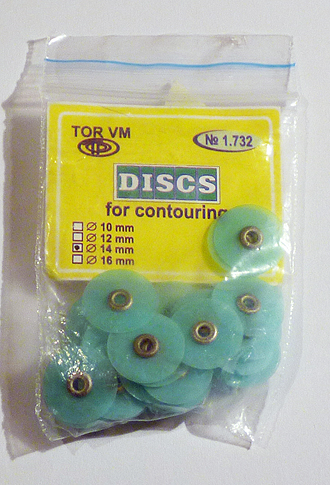 TOR VM
№ 1.732
DISCS
for contouring
∅ 10 mm
∅ 12 mm
∅ 14 mm
∅ 16 mm